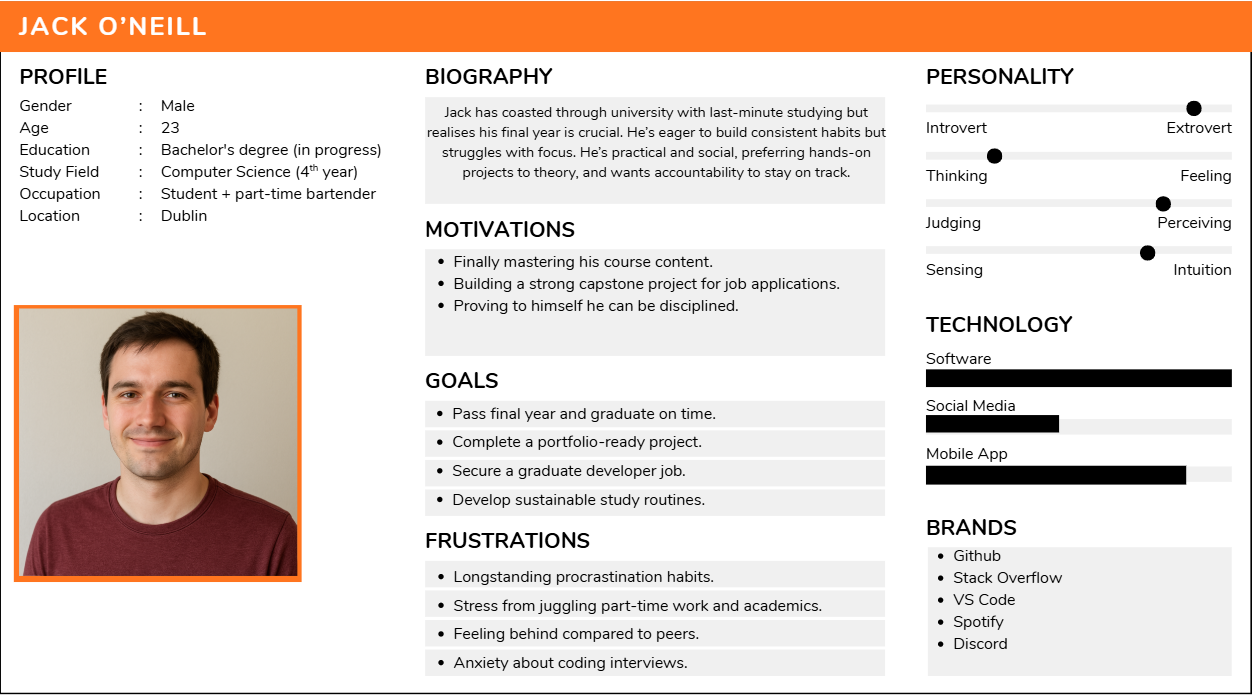 JACK O’NEILL
PROFILE
Gender : Male
Age : 23
Education : Bachelor's degree (in progress)
Study Field : Computer Science (4th year)
Occupation : Student + part-time bartender
Location : Dublin
BIOGRAPHY
Jack has coasted through university with last-minute studying but
realises his final year is crucial. He’s eager to build consistent habits but
struggles with focus. He’s practical and social, preferring hands-on
projects to theory, and wants accountability to stay on track.
MOTIVATIONS
• Finally mastering his course content.
• Building a strong capstone project for job applications.
• Proving to himself he can be disciplined.
GOALS
• Pass final year and graduate on time.
• Complete a portfolio-ready project.
• Secure a graduate developer job.
• Develop sustainable study routines.
FRUSTRATIONS
• Longstanding procrastination habits.
• Stress from juggling part-time work and academics.
• Feeling behind compared to peers.
• Anxiety about coding interviews.
PERSONALITY
Introvert Extrovert
Thinking Feeling
Judging Perceiving
Sensing Intuition
TECHNOLOGY
Software
Social Media
Mobile App
BRANDS
• Github
• Stack Overflow
• VS Code
• Spotify
• Discord